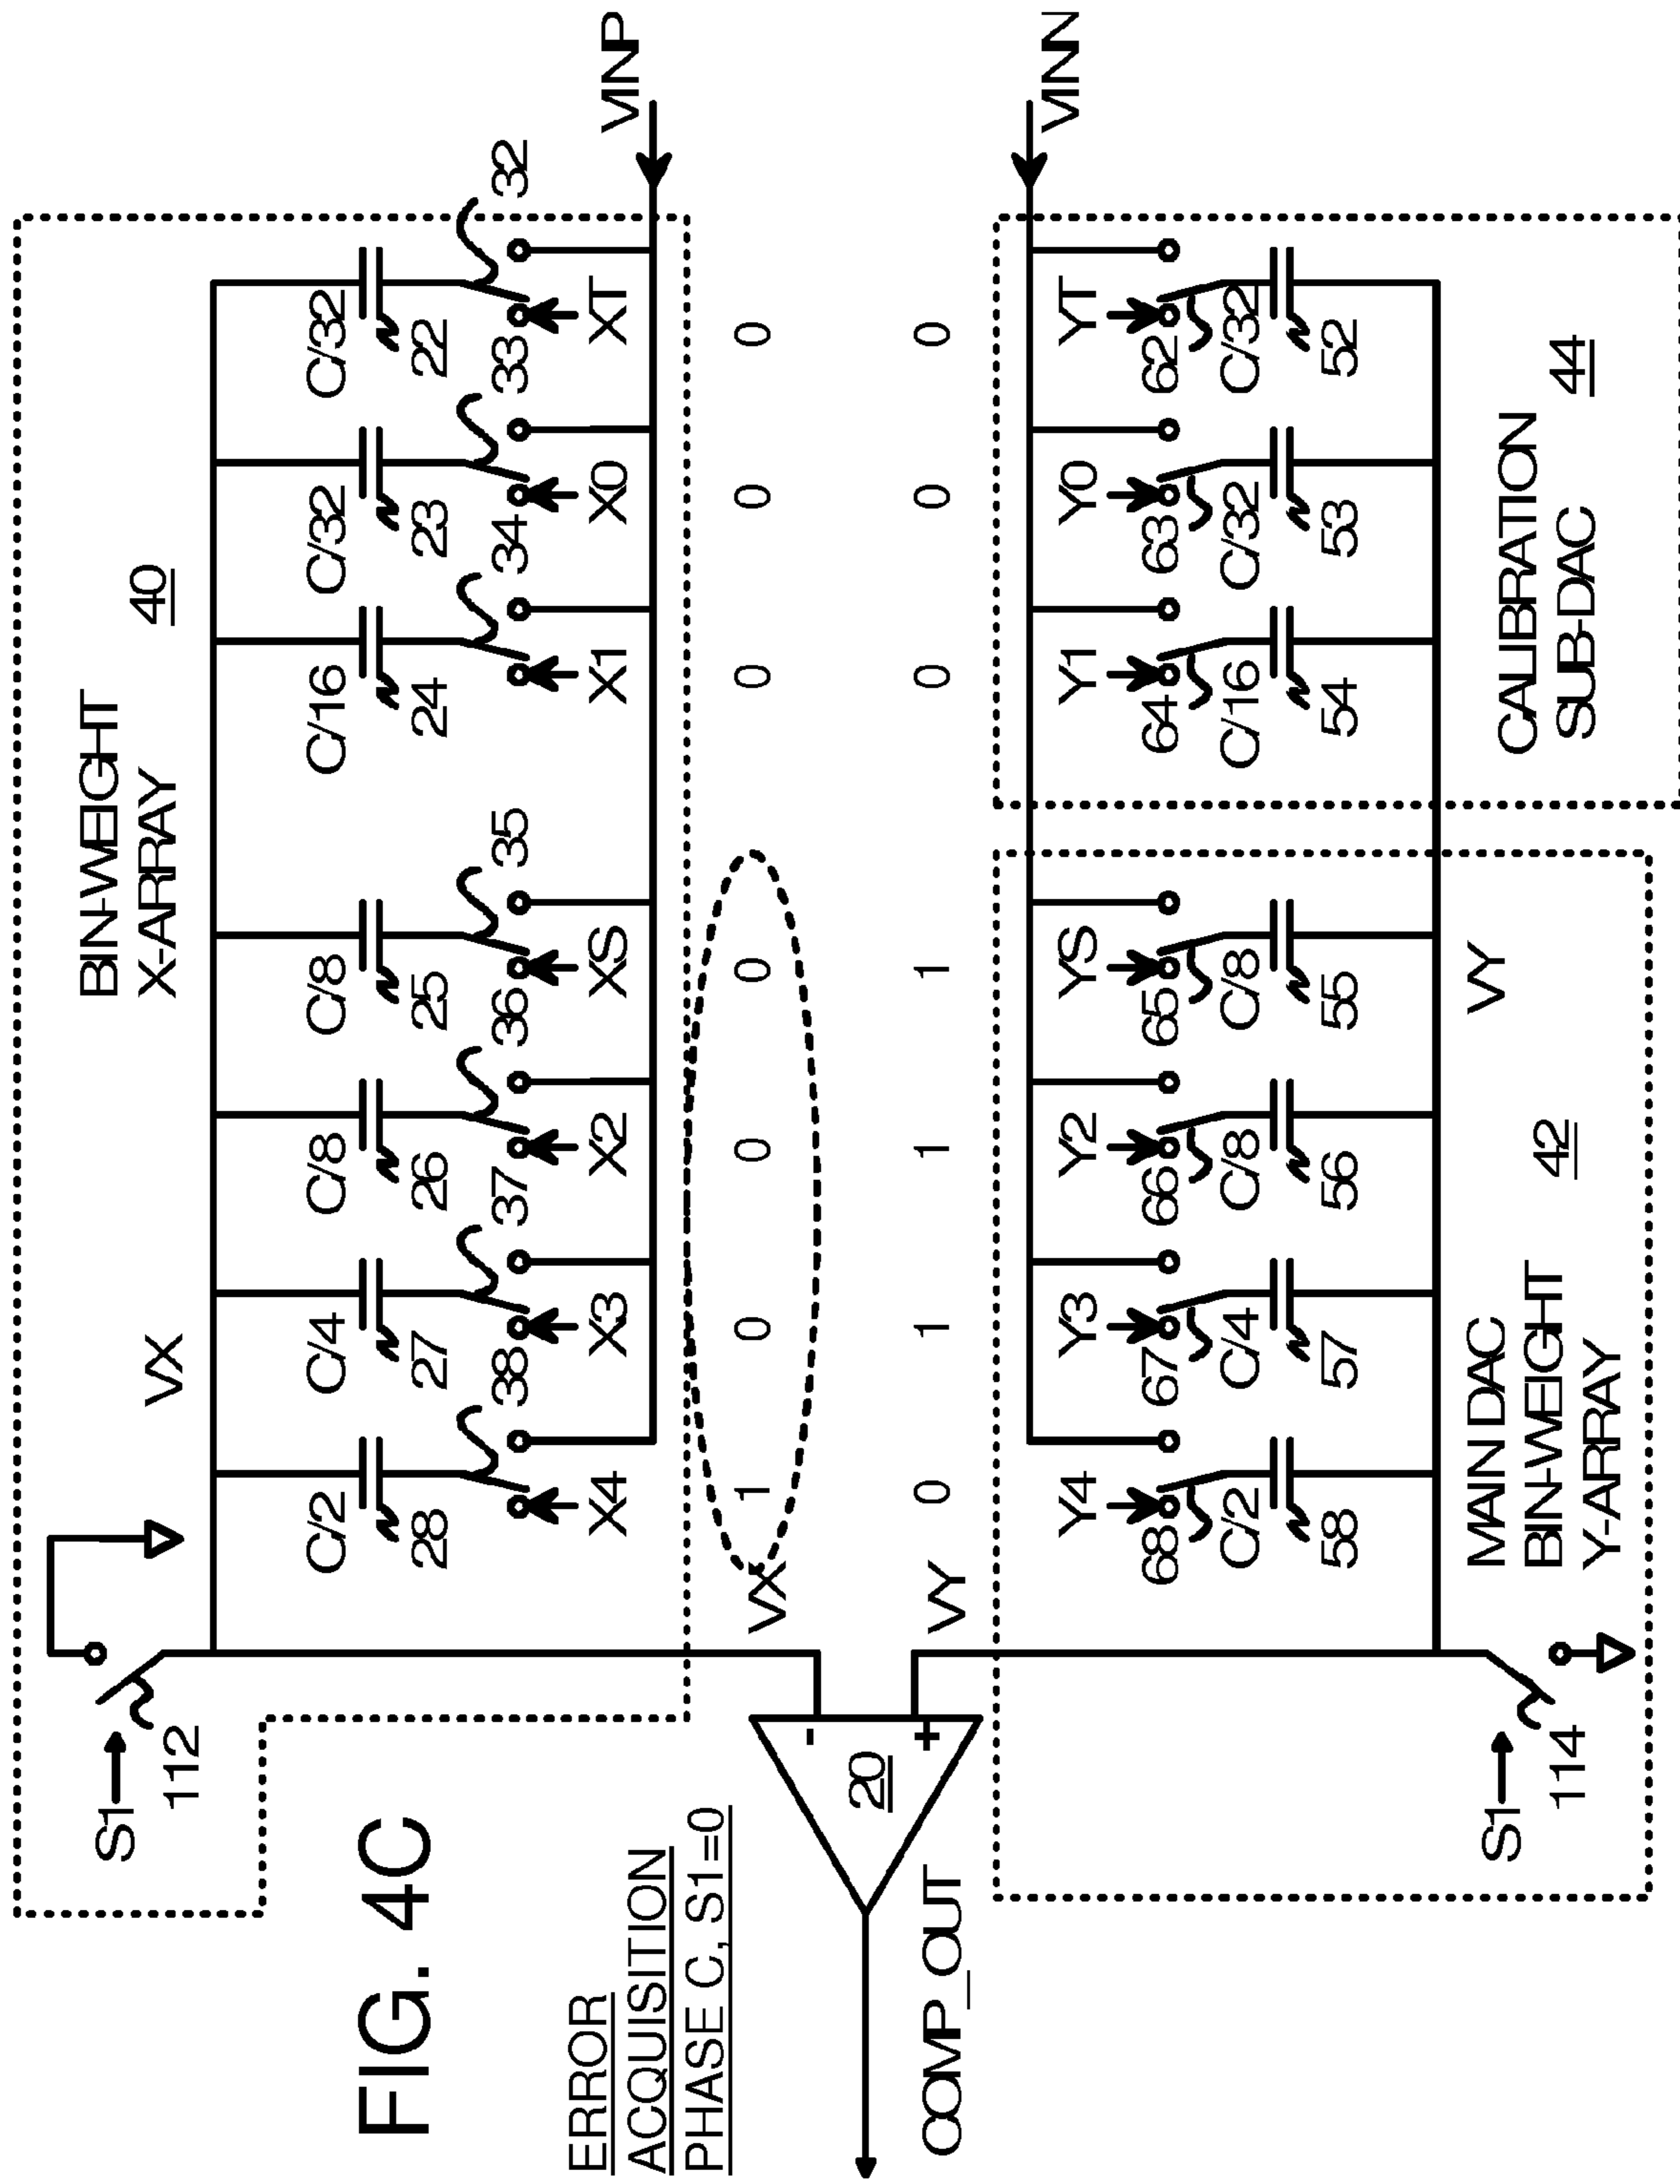 FIG. 4C
ERROR
ACQUISITION
PHASE C, S1=0
S1
112
VX
BIN-WEIGHT
X-ARRAY
40
C/2
C/4
C/8
C/8
C/16
C/32
C/32
28
27
26
25
24
23
22
38
37
36
35
34
33
32
X4
X3
X2
XS
X1
X0
XT
VINP
VX
1
0
0
0
0
0
0
20
-
+
COMP_OUT
VY
0
1
1
1
0
0
0
VINN
Y4
Y3
Y2
YS
Y1
Y0
YT
68
67
66
65
64
63
62
C/2
C/4
C/8
C/8
C/16
C/32
C/32
58
57
56
55
54
53
52
S1
114
MAIN DAC
BIN-WEIGHT
Y-ARRAY
42
VY
CALIBRATION
SUB-DAC
44